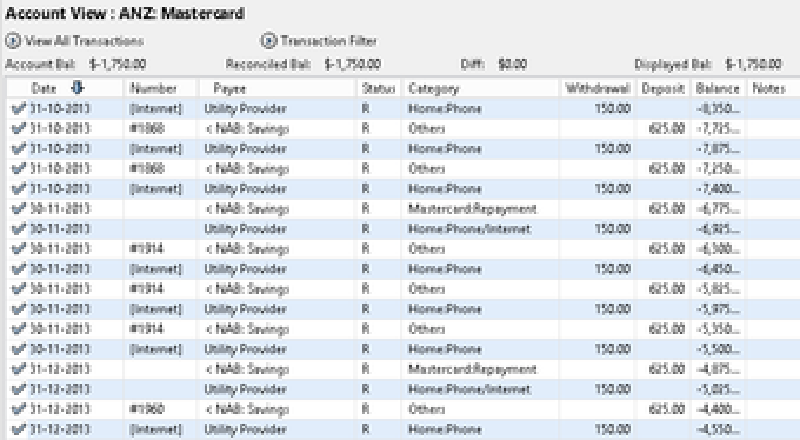 Account View : ANZ: Mastercard
View All Transactions Transaction Filter
Account Bal: $-1,750.00 Reconciled Bal: $-1,750.00 Diff: $0.00 Displayed Bal: $-1,750.00
Date Number Payee Status Category Withdrawal Deposit Balance Notes
31-10-2013 [Internet] Utility Provider R Home:Phone 150.00 -8,350...
31-10-2013 #1868 < NAB: Savings R Others 625.00 -7,725...
31-10-2013 [Internet] Utility Provider R Home:Phone 150.00 -7,875...
31-10-2013 #1868 < NAB: Savings R Others 625.00 -7,250...
31-10-2013 [Internet] Utility Provider R Home:Phone 150.00 -7,400...
30-11-2013 < NAB: Savings R Mastercard:Repayment 625.00 -6,775...
30-11-2013 Utility Provider R Home:Phone/Internet 150.00 -6,925...
30-11-2013 #1914 < NAB: Savings R Others 625.00 -6,300...
30-11-2013 [Internet] Utility Provider R Home:Phone 150.00 -6,450...
30-11-2013 #1914 < NAB: Savings R Others 625.00 -5,825...
30-11-2013 [Internet] Utility Provider R Home:Phone 150.00 -5,975...
30-11-2013 #1914 < NAB: Savings R Others 625.00 -5,350...
30-11-2013 [Internet] Utility Provider R Home:Phone 150.00 -5,500...
31-12-2013 < NAB: Savings R Mastercard:Repayment 625.00 -4,875...
31-12-2013 Utility Provider R Home:Phone/Internet 150.00 -5,025...
31-12-2013 #1960 < NAB: Savings R Others 625.00 -4,400...
31-12-2013 [Internet] Utility Provider R Home:Phone 150.00 -4,550...